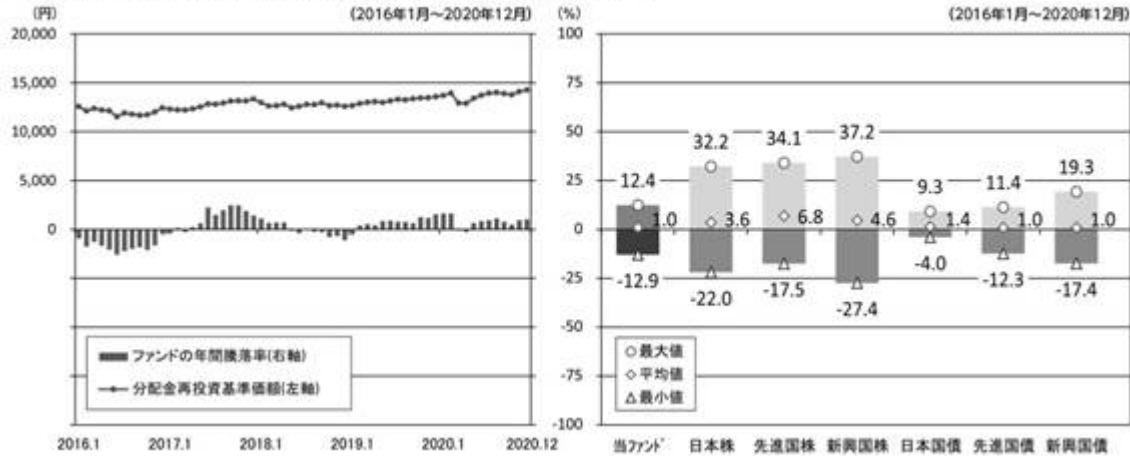 (円) (2016年1月～2020年12月)
20,000
15,000
10,000
5,000
0
ファンドの年間騰落率(右軸)
分配金再投資基準価額(左軸)
2016.1 2017.1 2018.1 2019.1 2020.1 2020.12
(%) (2016年1月～2020年12月)
100
75
50
25
0
-25
-50
-75
-100
12.4 32.2 34.1 37.2 9.3 11.4 19.3
1.0 3.6 6.8 4.6 1.4 1.0 1.0
-12.9 -22.0 -17.5 -27.4 -4.0 -12.3 -17.4
最大値
平均値
最小値
当ファンド 日本株 先進国株 新興国株 日本国債 先進国債 新興国債